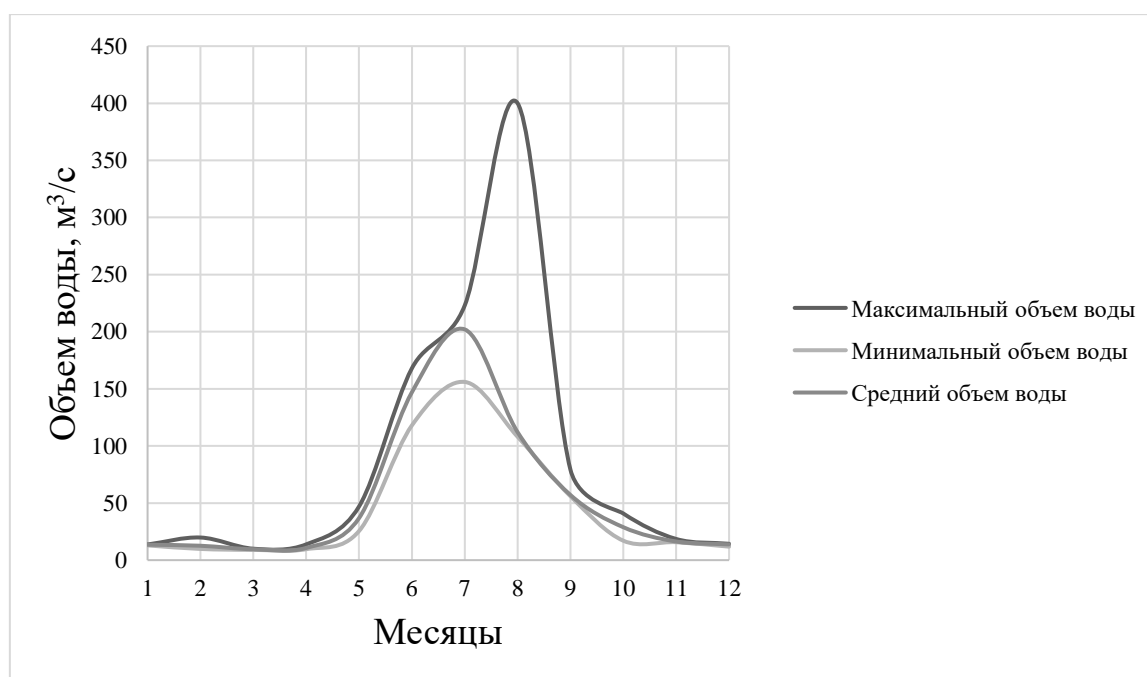 Объем воды, м³/с
450
400
350
300
250
200
150
100
50
0
1 2 3 4 5 6 7 8 9 10 11 12
Месяцы
Максимальный объем воды
Минимальный объем воды
Средний объем воды